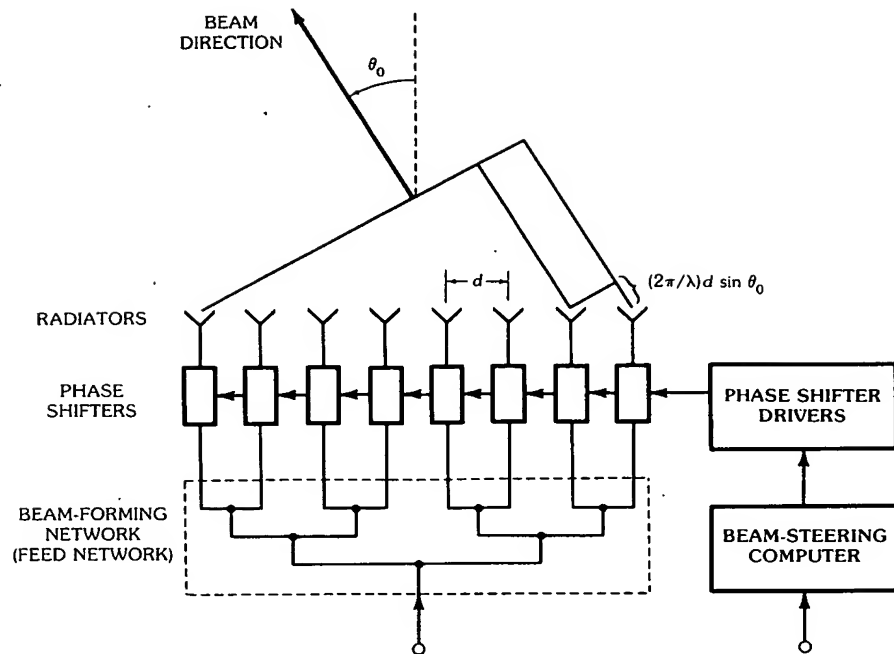 BEAM
DIRECTION
θ₀
d
(2π/λ)d sin θ₀
RADIATORS
PHASE
SHIFTERS
PHASE SHIFTER
DRIVERS
BEAM-FORMING
NETWORK
(FEED NETWORK)
BEAM-STEERING
COMPUTER